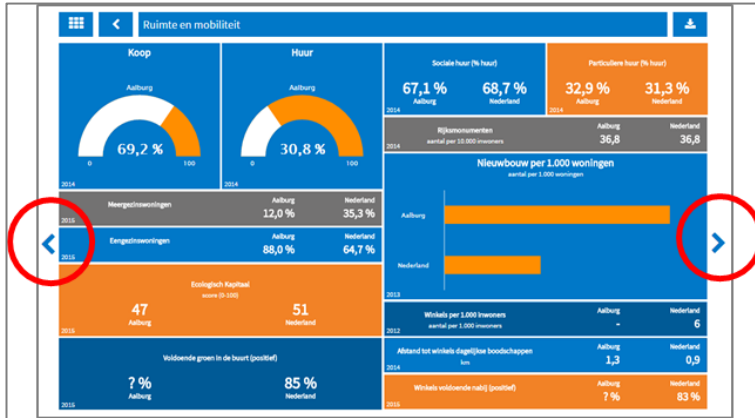 Ruimte en mobiliteit
Koop
Aalburg
69,2 %
0 100
2014
Huur
Aalburg
30,8 %
0 100
2014
Sociale huur (% huur)
67,1 % 68,7 %
Aalburg Nederland
2014
Particuliere huur (% huur)
32,9 % 31,3 %
Aalburg Nederland
2014
Rijksmonumenten
aantal per 10.000 inwoners
Aalburg Nederland
36,8 36,8
2014
Nieuwbouw per 1.000 woningen
aantal per 1.000 woningen
Aalburg
Nederland
2013
Meergezinswoningen
Aalburg Nederland
12,0 % 35,3 %
2015
Eengezinswoningen
Aalburg Nederland
88,0 % 64,7 %
2015
Ecologisch Kapitaal
score (0-100)
47 51
Aalburg Nederland
2015
Voldoende groen in de buurt (positief)
? % 85 %
Aalburg Nederland
2015
Winkels per 1.000 inwoners
aantal per 1.000 inwoners
Aalburg Nederland
- 6
2012
Afstand tot winkels dagelijkse boodschappen
km
Aalburg Nederland
1,3 0,9
2014
Winkels voldoende nabij (positief)
Aalburg Nederland
? % 83 %
2015